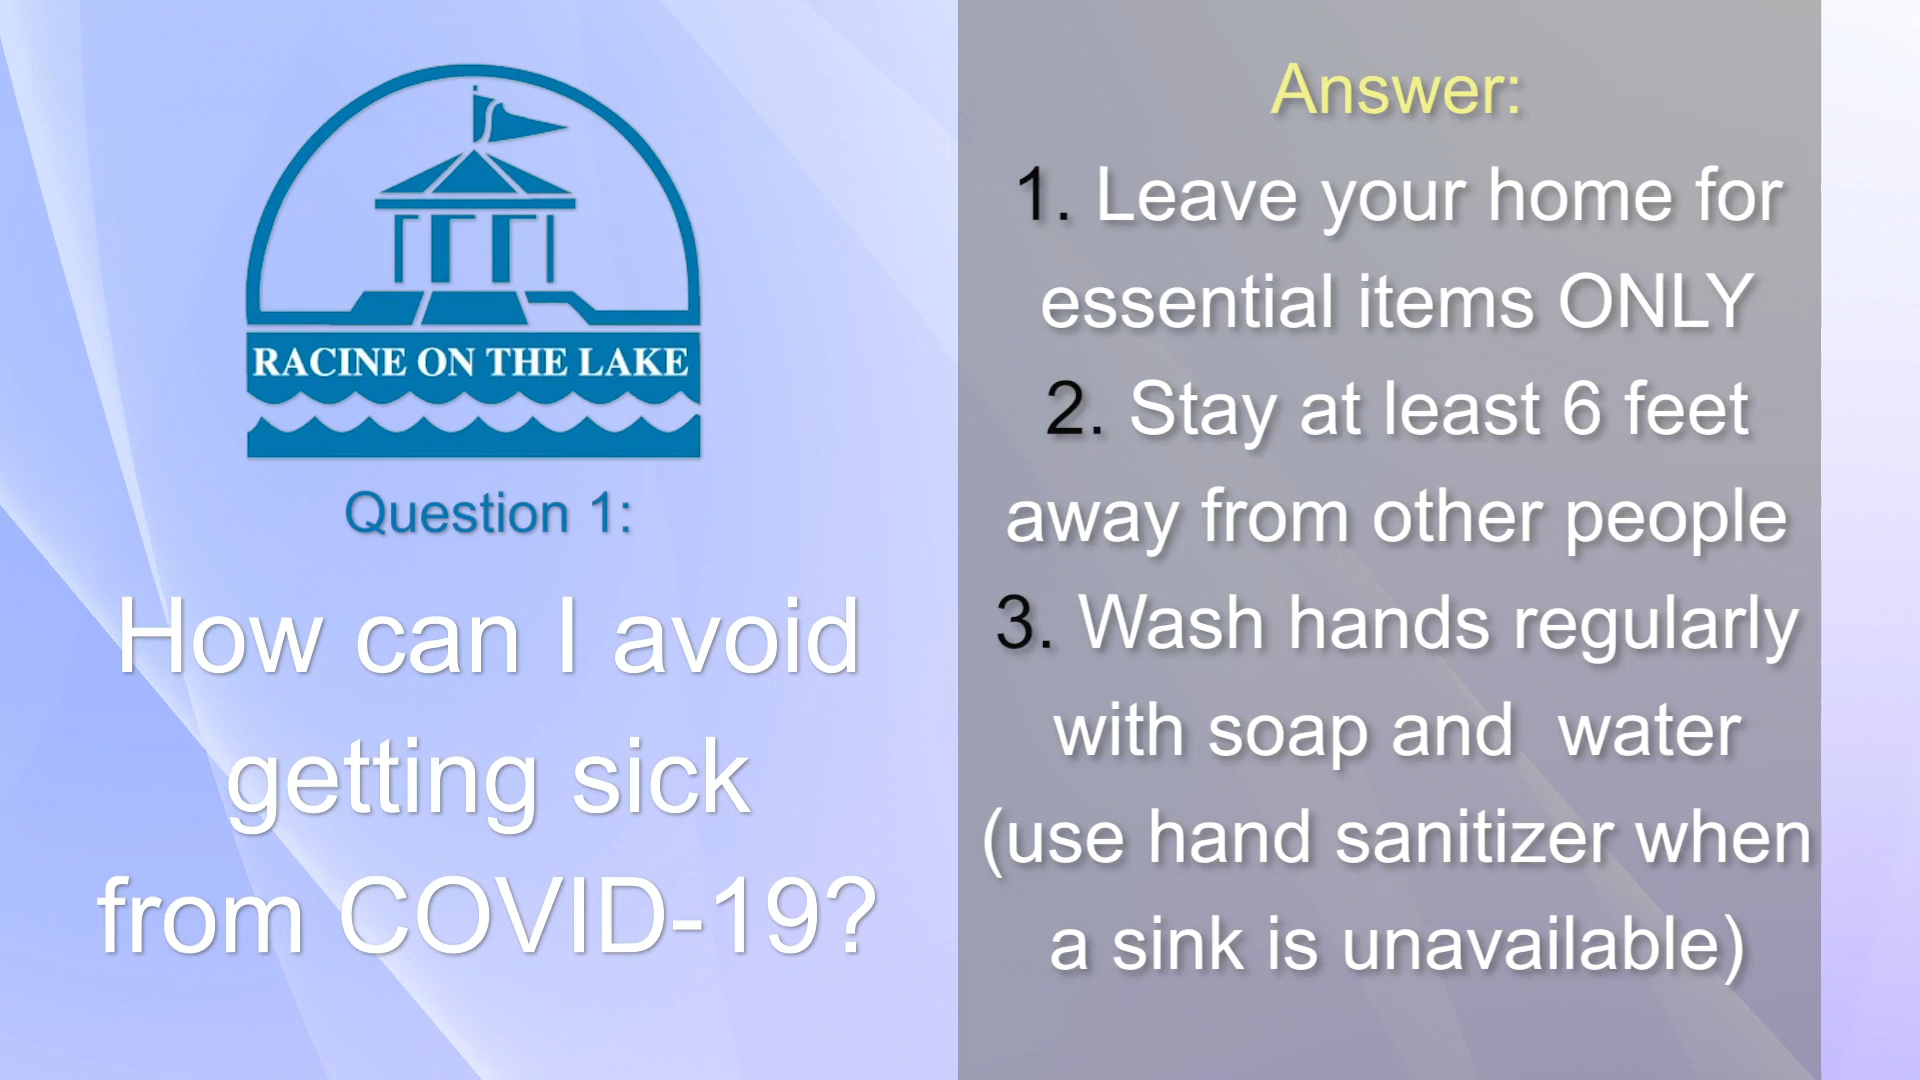 RACINE ON THE LAKE
Question 1:
How can I avoid
getting sick
from COVID-19?
Answer:
1. Leave your home for
essential items ONLY
2. Stay at least 6 feet
away from other people
3. Wash hands regularly
with soap and  water
(use hand sanitizer when
a sink is unavailable)